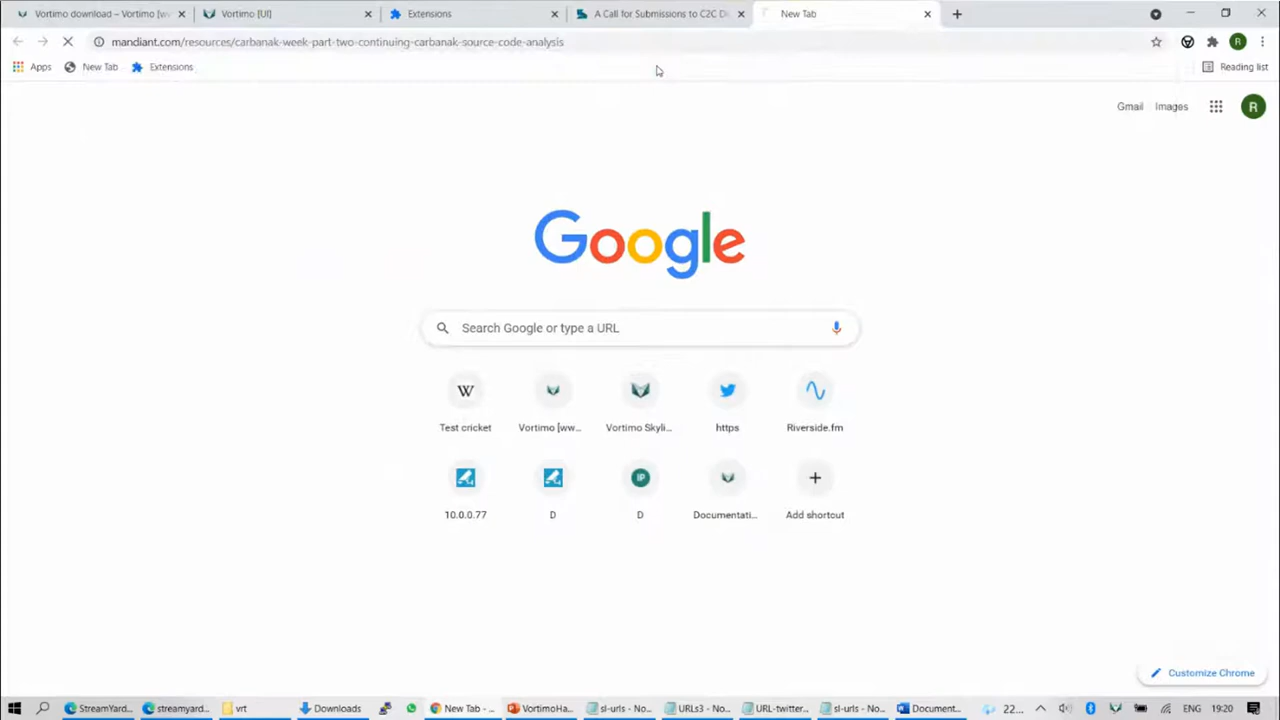 Vortimo download – Vortimo [w
Vortimo [UI]
Extensions
A Call for Submissions to C2C D
New Tab
mandiant.com/resources/carbanak-week-part-two-continuing-carbanak-source-code-analysis
R
Apps
New Tab
Extensions
Reading list
Gmail
Images
R
Google
Search Google or type a URL
W
Test cricket
Vortimo [ww...
Vortimo Skyli...
https
Riverside.fm
IP
10.0.0.77
D
D
Documentati...
Add shortcut
Customize Chrome
StreamYard...
streamyard...
vrt
Downloads
New Tab - ...
VortimoHa...
sl-urls - No...
URLs3 - No...
URL-twitter...
sl-urls - No...
Document...
22...
ENG
19:20